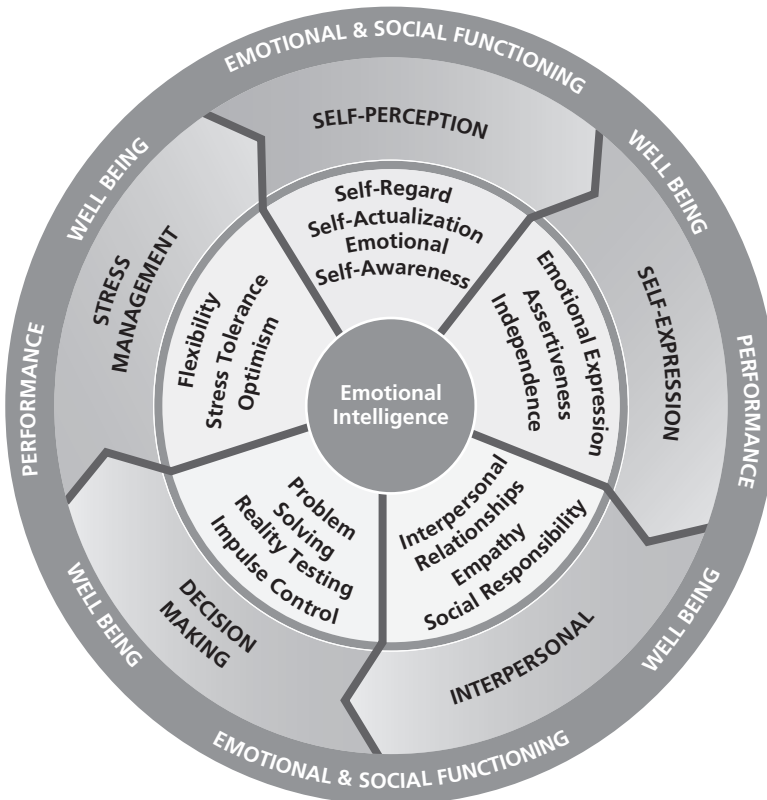 EMOTIONAL & SOCIAL FUNCTIONING
WELL BEING
PERFORMANCE
WELL BEING
EMOTIONAL & SOCIAL FUNCTIONING
WELL BEING
PERFORMANCE
WELL BEING
SELF-PERCEPTION
Self-Regard
Self-Actualization
Emotional
Self-Awareness
SELF-EXPRESSION
Emotional Expression
Assertiveness
Independence
INTERPERSONAL
Interpersonal
Relationships
Empathy
Social Responsibility
DECISION
MAKING
Problem
Solving
Reality Testing
Impulse Control
STRESS
MANAGEMENT
Flexibility
Stress Tolerance
Optimism
Emotional
Intelligence